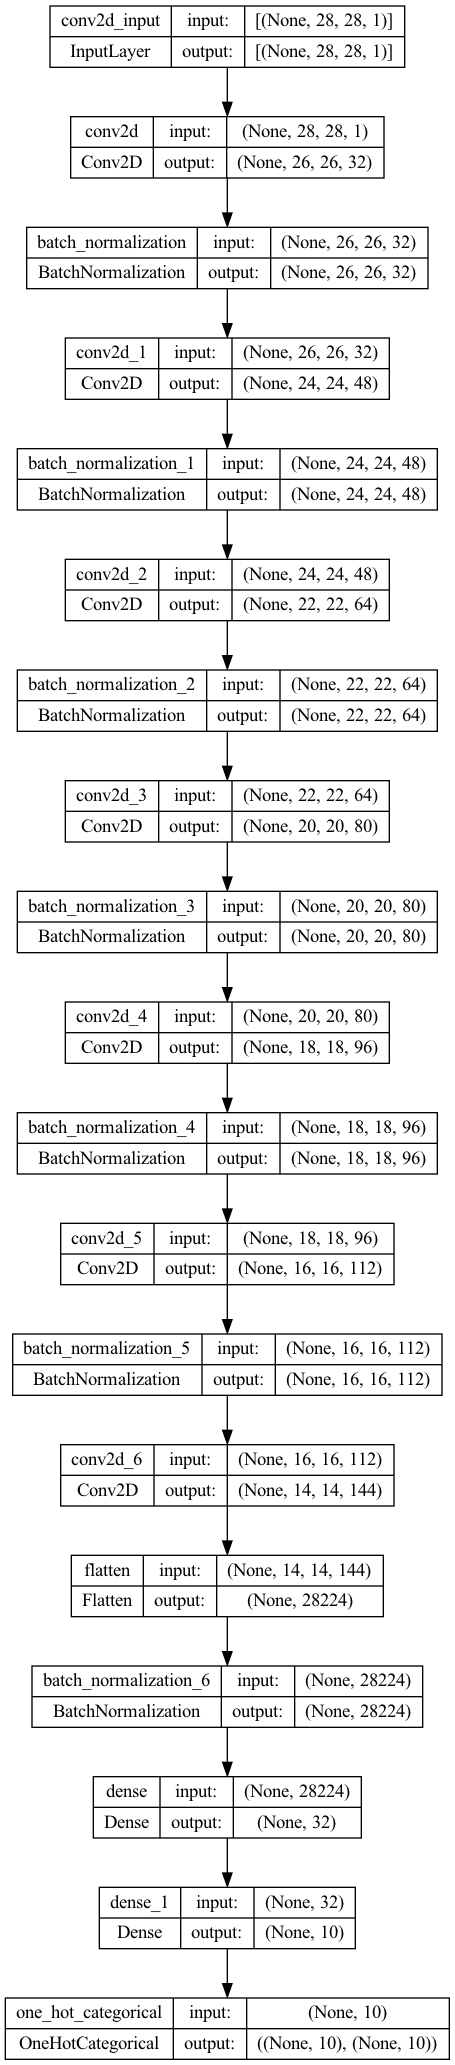 conv2d_input input: [(None, 28, 28, 1)]
InputLayer output: [(None, 28, 28, 1)]
conv2d input: (None, 28, 28, 1)
Conv2D output: (None, 26, 26, 32)
batch_normalization input: (None, 26, 26, 32)
BatchNormalization output: (None, 26, 26, 32)
conv2d_1 input: (None, 26, 26, 32)
Conv2D output: (None, 24, 24, 48)
batch_normalization_1 input: (None, 24, 24, 48)
BatchNormalization output: (None, 24, 24, 48)
conv2d_2 input: (None, 24, 24, 48)
Conv2D output: (None, 22, 22, 64)
batch_normalization_2 input: (None, 22, 22, 64)
BatchNormalization output: (None, 22, 22, 64)
conv2d_3 input: (None, 22, 22, 64)
Conv2D output: (None, 20, 20, 80)
batch_normalization_3 input: (None, 20, 20, 80)
BatchNormalization output: (None, 20, 20, 80)
conv2d_4 input: (None, 20, 20, 80)
Conv2D output: (None, 18, 18, 96)
batch_normalization_4 input: (None, 18, 18, 96)
BatchNormalization output: (None, 18, 18, 96)
conv2d_5 input: (None, 18, 18, 96)
Conv2D output: (None, 16, 16, 112)
batch_normalization_5 input: (None, 16, 16, 112)
BatchNormalization output: (None, 16, 16, 112)
conv2d_6 input: (None, 16, 16, 112)
Conv2D output: (None, 14, 14, 144)
flatten input: (None, 14, 14, 144)
Flatten output: (None, 28224)
batch_normalization_6 input: (None, 28224)
BatchNormalization output: (None, 28224)
dense input: (None, 28224)
Dense output: (None, 32)
dense_1 input: (None, 32)
Dense output: (None, 10)
one_hot_categorical input: (None, 10)
OneHotCategorical output: ((None, 10), (None, 10))